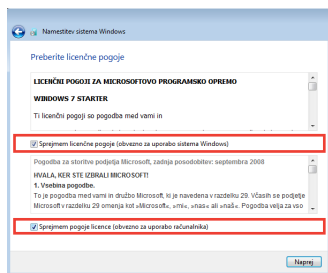 Namestitev sistema Windows
Preberite licenčne pogoje
LICENČNI POGOJI ZA MICROSOFTOVO PROGRAMSKO OPREMO
WINDOWS 7 STARTER
Ti licenčni pogoji so pogodba med vami in
Sprejmem licenčne pogoje (obvezno za uporabo sistema Windows)
Pogodba za storitve podjetja Microsoft, zadnja posodobitev: septembra 2008
HVALA, KER STE IZBRALI MICROSOFT!
1. Vsebina pogodbe.
To je pogodba med vami in družbo Microsoft, ki je navedena v razdelku 29. Včasih se podjetje
Microsoft v razdelku 29 omenja kot »Microsoft«, »mi«, »nas« ali »naš«. Pogodba velja za vso
Sprejmem pogoje licence (obvezno za uporabo računalnika)
Naprej